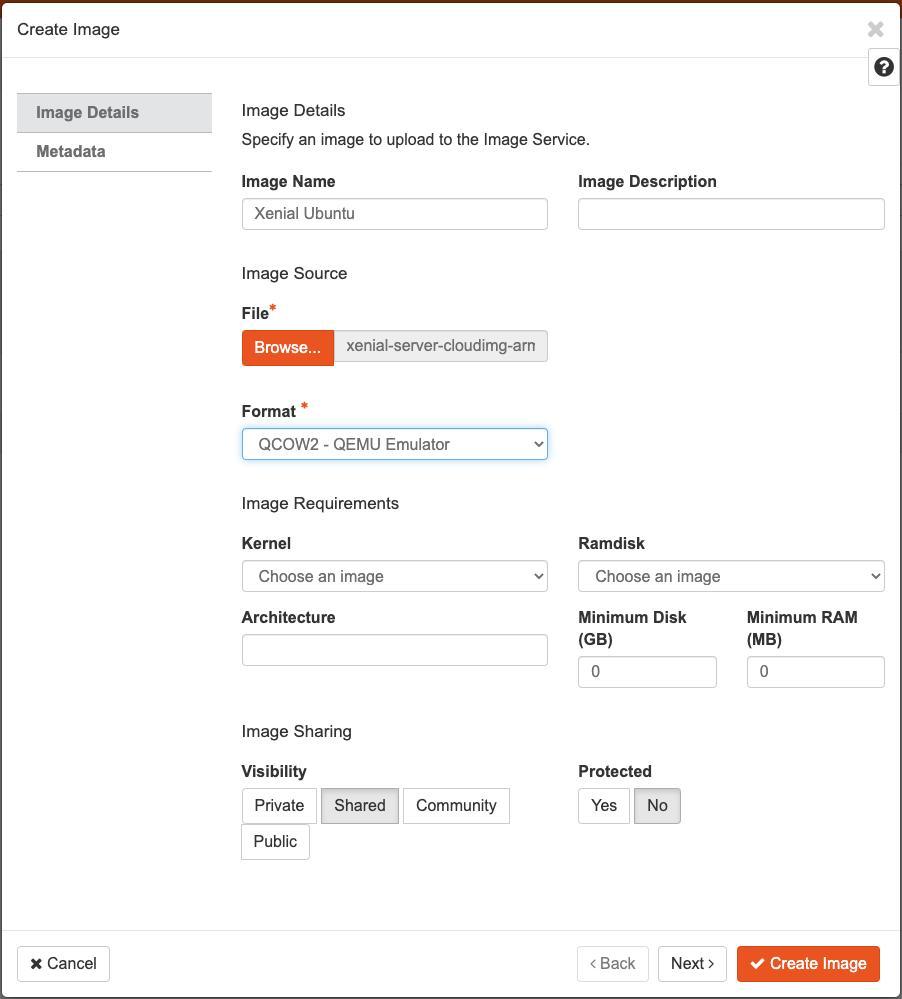 Create Image
Image Details
Metadata
Image Details
Specify an image to upload to the Image Service.
Image Name
Image Description
Xenial Ubuntu
Image Source
File*
Browse... xenial-server-cloudimg-arm
Format *
QCOW2 - QEMU Emulator
Image Requirements
Kernel
Ramdisk
Choose an image
Choose an image
Architecture
Minimum Disk
(GB)
Minimum RAM
(MB)
0
0
Image Sharing
Visibility
Protected
Private Shared Community
Public
Yes No
Cancel
< Back Next > Create Image